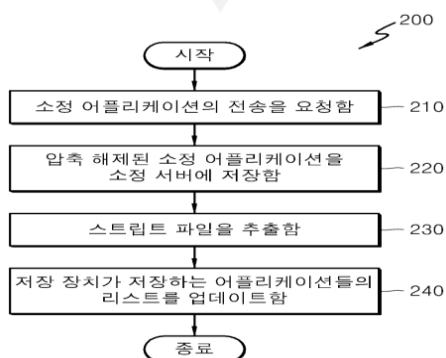 200
시작
소정 어플리케이션의 전송을 요청함
210
압축 해제된 소정 어플리케이션을
소정 서버에 저장함
220
스트립트 파일을 추출함
230
저장 장치가 저장하는 어플리케이션들의
리스트를 업데이트함
240
종료